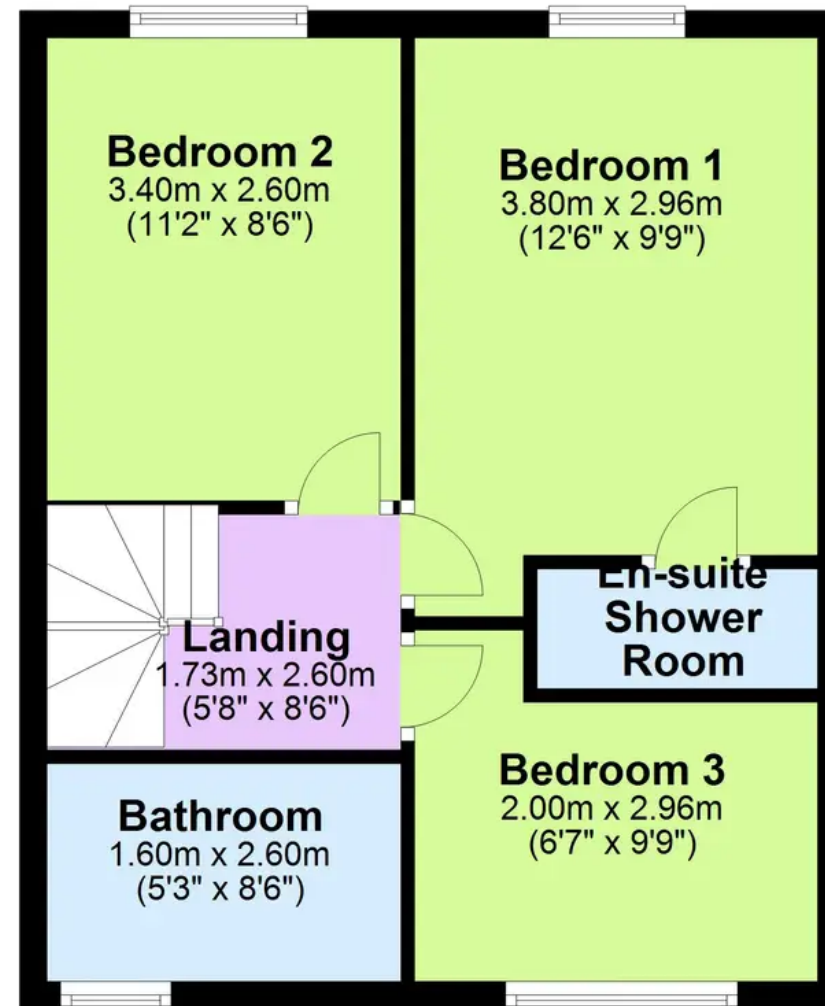 Bedroom 2
3.40m x 2.60m
(11'2" x 8'6")
Bedroom 1
3.80m x 2.96m
(12'6" x 9'9")
En-suite
Shower
Room
Landing
1.73m x 2.60m
(5'8" x 8'6")
Bedroom 3
2.00m x 2.96m
(6'7" x 9'9")
Bathroom
1.60m x 2.60m
(5'3" x 8'6")